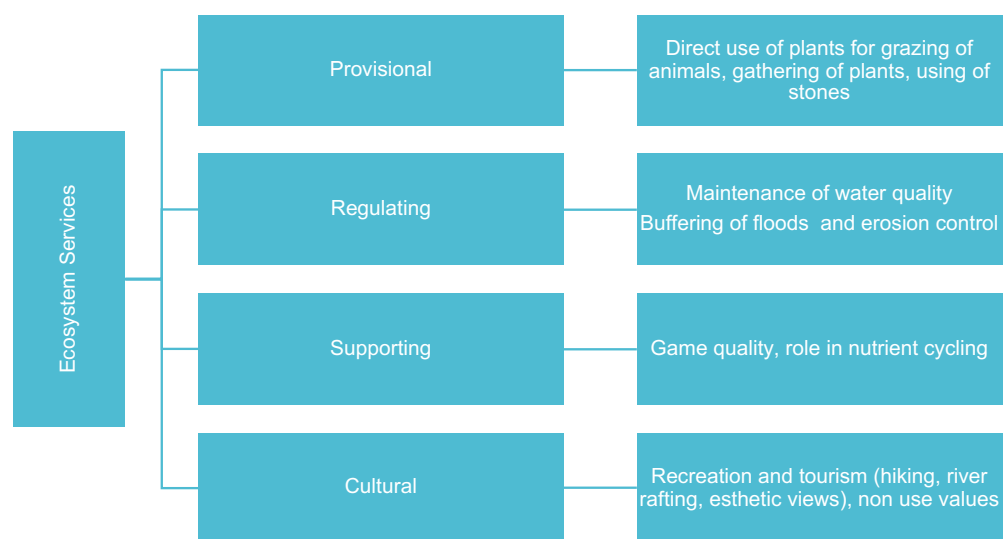 Ecosystem Services
Provisional
Direct use of plants for grazing of
animals, gathering of plants, using of
stones
Regulating
Maintenance of water quality
Buffering of floods  and erosion control
Supporting
Game quality, role in nutrient cycling
Cultural
Recreation and tourism (hiking, river
rafting, esthetic views), non use values